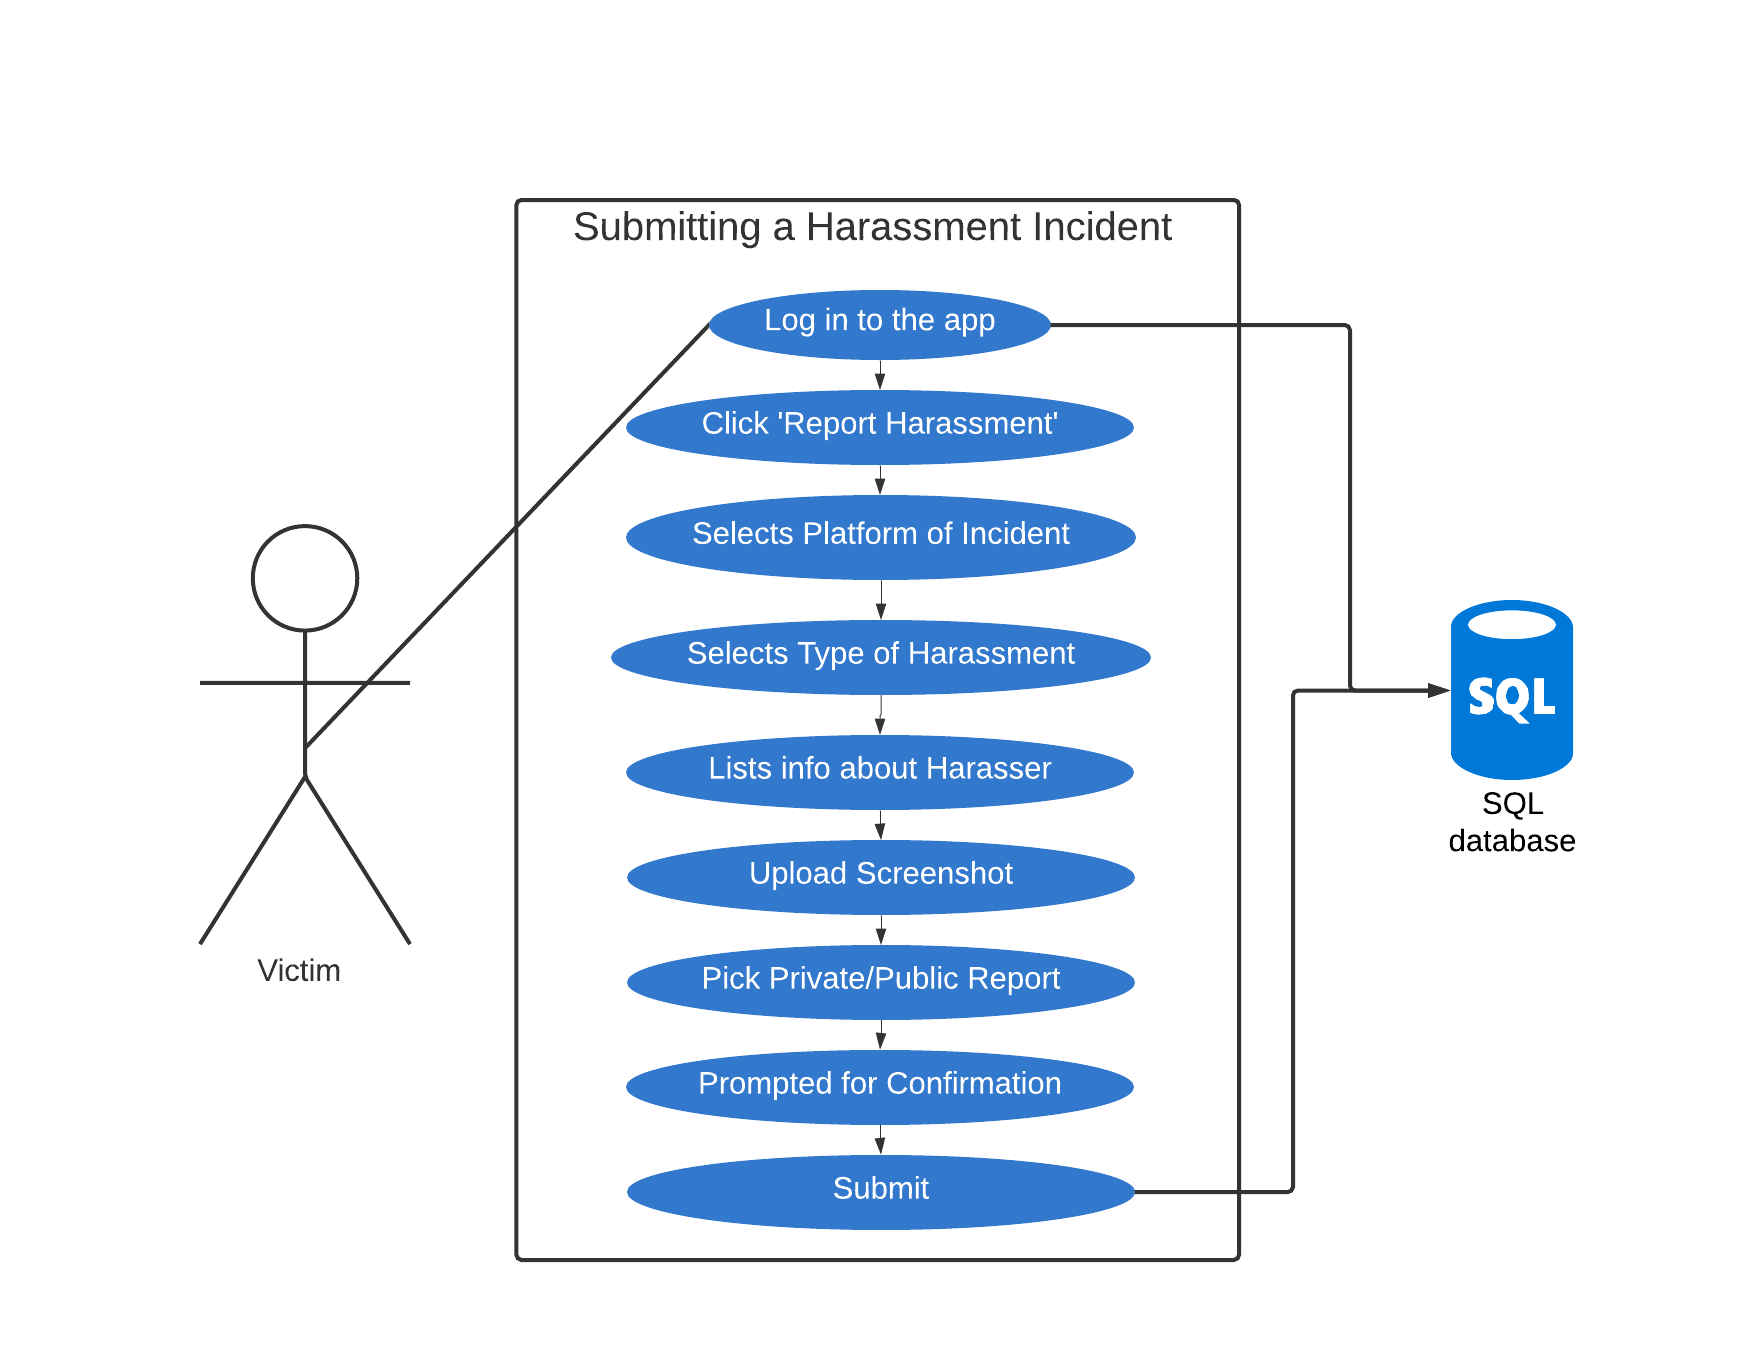 Submitting a Harassment Incident
Log in to the app
Click 'Report Harassment'
Selects Platform of Incident
Selects Type of Harassment
Lists info about Harasser
Upload Screenshot
Pick Private/Public Report
Prompted for Confirmation
Submit
Victim
SQL
SQL
database